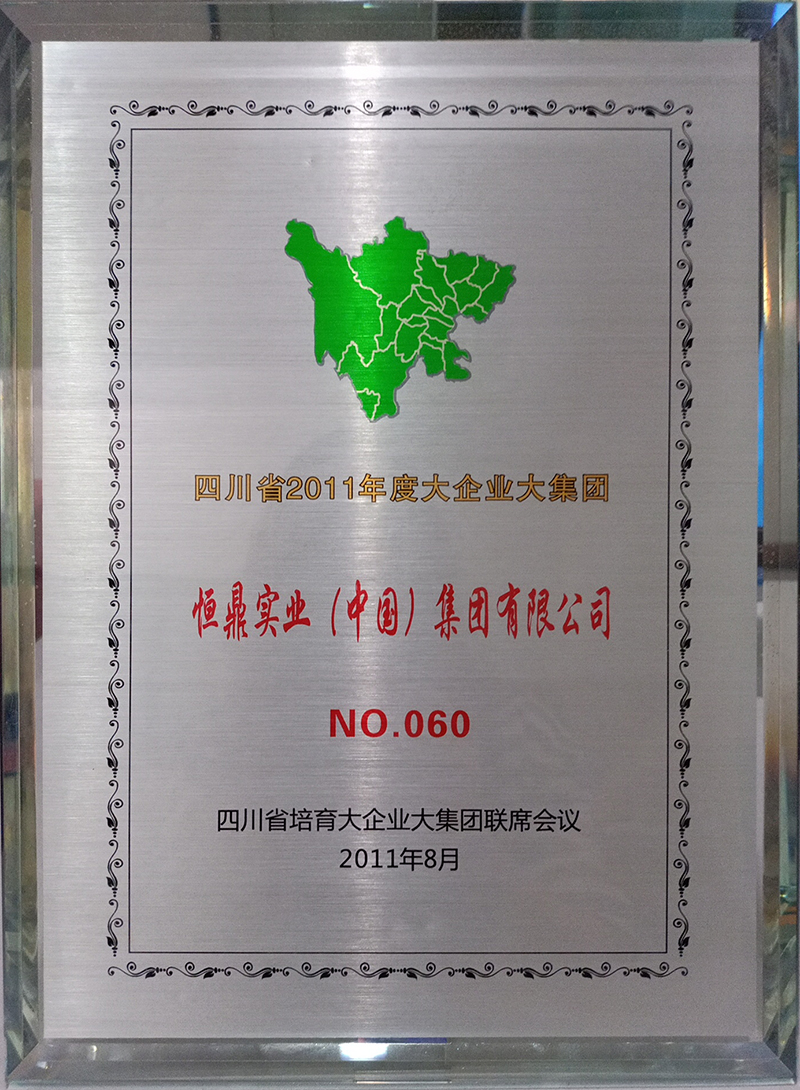 四川省2011年度大企业大集团
恒鼎实业（中国）集团有限公司
NO.060
四川省培育大企业大集团联席会议
2011年8月